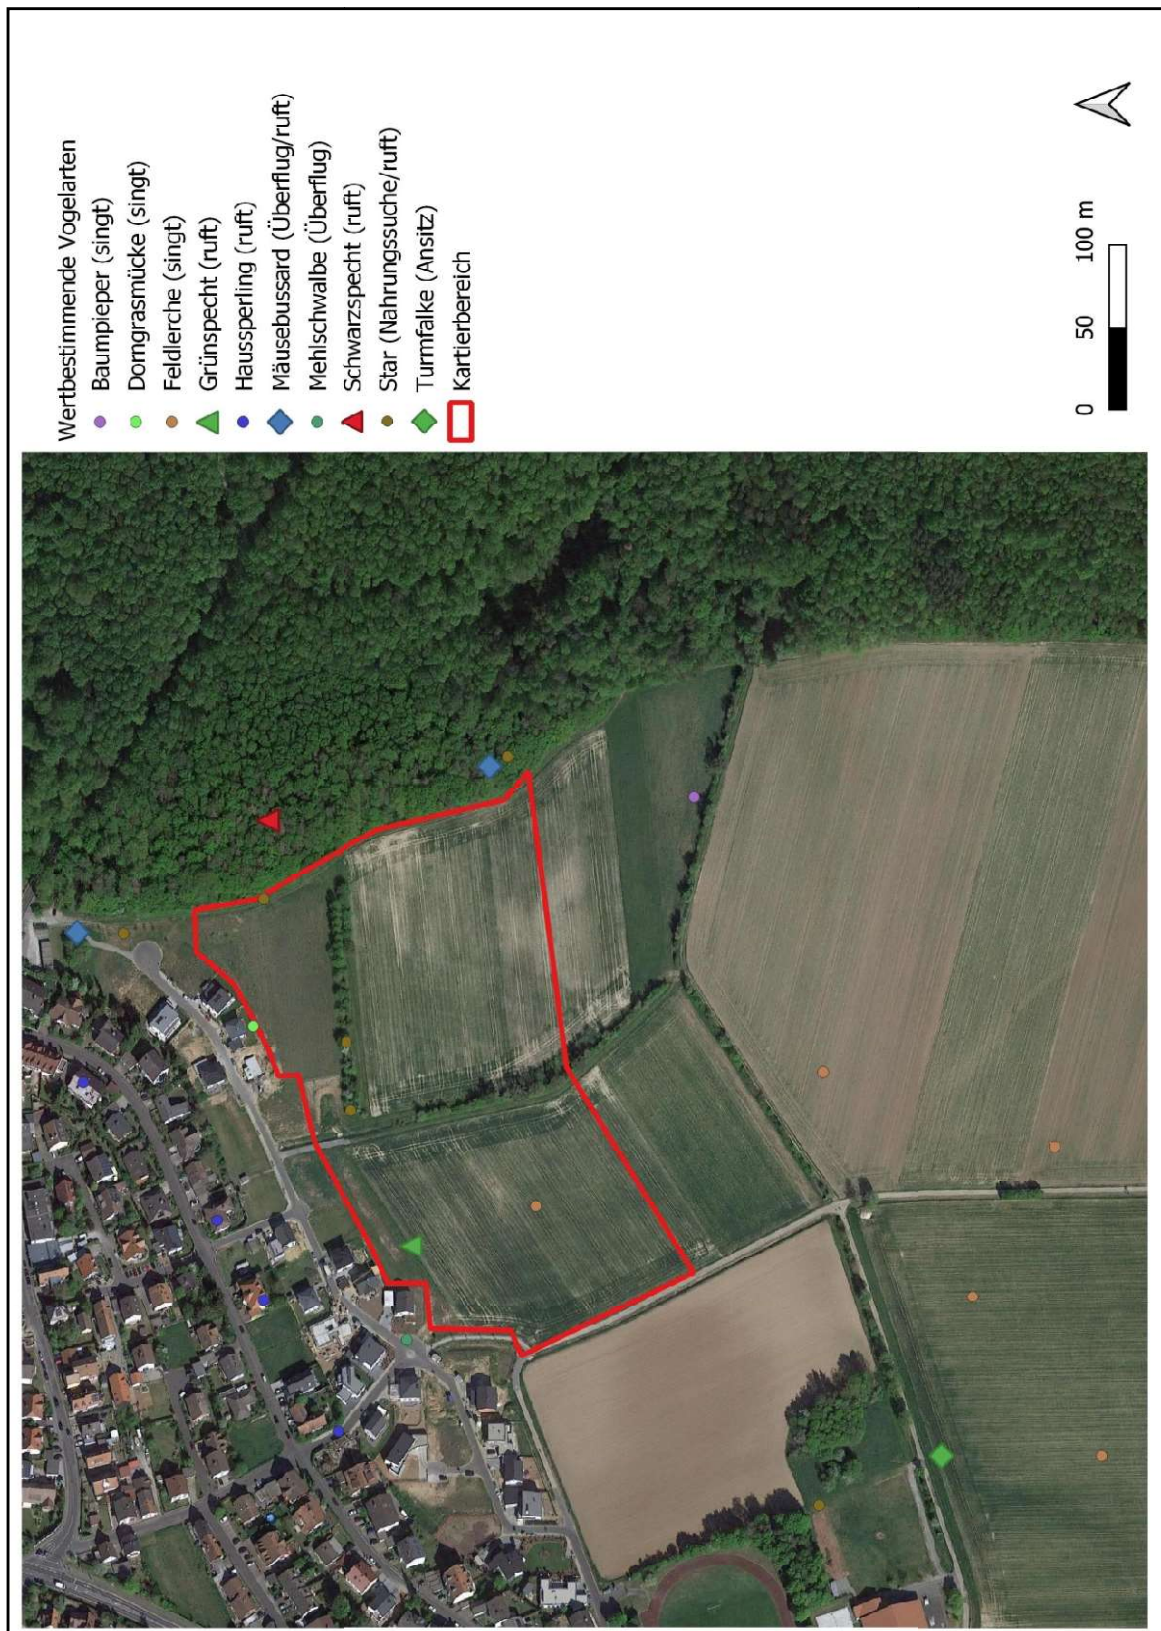 Wertbestimmende Vogelarten
Baumpieper (singt)
Dorngrasmücke (singt)
Feldlerche (singt)
Grünspecht (ruft)
Haussperling (ruft)
Mäusebussard (Überflug/ruft)
Mehlschwalbe (Überflug)
Schwarzspecht (ruft)
Star (Nahrungssuche/ruft)
Turmfalke (Ansitz)
Kartierbereich
0 50 100 m